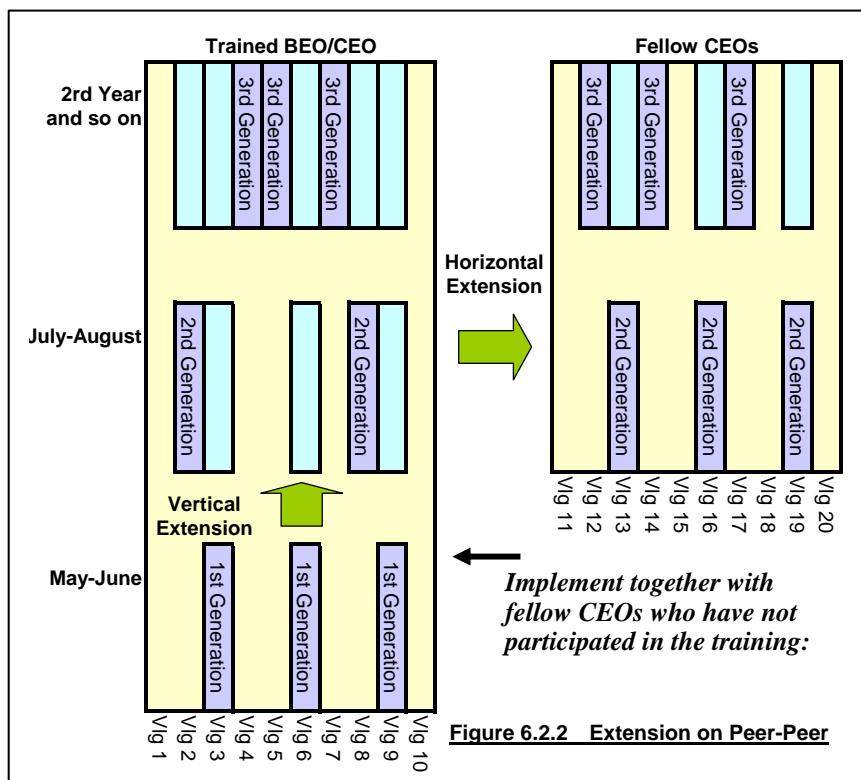 Trained BEO/CEO
Fellow CEOs
2rd Year
and so on
3rd Generation
3rd Generation
3rd Generation
3rd Generation
3rd Generation
3rd Generation
Horizontal
Extension
July-August
2nd Generation
2nd Generation
2nd Generation
2nd Generation
2nd Generation
Vertical
Extension
Vlg 11
Vlg 12
Vlg 13
Vlg 14
Vlg 15
Vlg 16
Vlg 17
Vlg 18
Vlg 19
Vlg 20
May-June
1st Generation
1st Generation
1st Generation
Implement together with
fellow CEOs who have not
participated in the training:
Vlg 1
Vlg 2
Vlg 3
Vlg 4
Vlg 5
Vlg 6
Vlg 7
Vlg 8
Vlg 9
Vlg 10
Figure 6.2.2 Extension on Peer-Peer